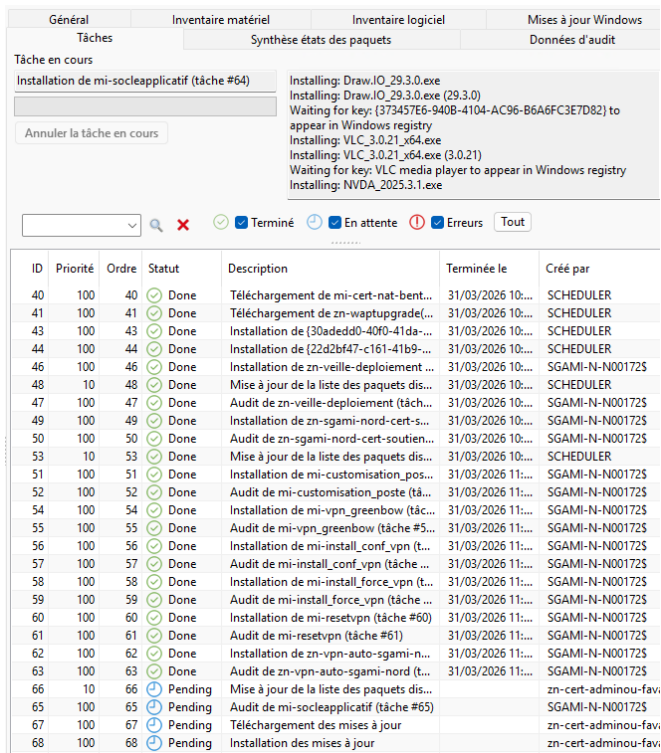 Général Inventaire matériel Inventaire logiciel Mises à jour Windows
Tâches Synthèse états des paquets Données d'audit
Tâche en cours
Installation de mi-socleapplicatif (tâche #64)
Annuler la tâche en cours
Installing: Draw.IO_29.3.0.exe
Installing: Draw.IO_29.3.0.exe (29.3.0)
Waiting for key: {373457E6-940B-4104-AC96-B6A6FC3E7D82} to
appear in Windows registry
Installing: VLC_3.0.21_x64.exe
Installing: VLC_3.0.21_x64.exe (3.0.21)
Waiting for key: VLC media player to appear in Windows registry
Installing: NVDA_2025.3.1.exe
Terminé En attente Erreurs Tout
ID Priorité Ordre Statut Description Terminée le Créé par
40 100 40 Done Téléchargement de mi-cert-nat-bent... 31/03/2026 10:... SCHEDULER
41 100 41 Done Téléchargement de zn-waptupgrade(... 31/03/2026 10:... SCHEDULER
43 100 43 Done Installation de {30adedd0-40f0-41da-... 31/03/2026 10:... SCHEDULER
44 100 44 Done Installation de {22d2bf47-c161-41b9-... 31/03/2026 10:... SCHEDULER
46 100 46 Done Installation de zn-veille-deploiement ... 31/03/2026 10:... SGAMI-N-N00172$
48 10 48 Done Mise à jour de la liste des paquets dis... 31/03/2026 10:... SCHEDULER
47 100 47 Done Audit de zn-veille-deploiement (tâch... 31/03/2026 10:... SGAMI-N-N00172$
49 100 49 Done Installation de zn-sgami-nord-cert-s... 31/03/2026 10:... SGAMI-N-N00172$
50 100 50 Done Audit de zn-sgami-nord-cert-soutien... 31/03/2026 10:... SGAMI-N-N00172$
53 10 53 Done Mise à jour de la liste des paquets dis... 31/03/2026 10:... SCHEDULER
51 100 51 Done Installation de mi-customisation_pos... 31/03/2026 11:... SGAMI-N-N00172$
52 100 52 Done Audit de mi-customisation_poste (tâ... 31/03/2026 11:... SGAMI-N-N00172$
54 100 54 Done Installation de mi-vpn_greenbow (tâc... 31/03/2026 11:... SGAMI-N-N00172$
55 100 55 Done Audit de mi-vpn_greenbow (tâche #5... 31/03/2026 11:... SGAMI-N-N00172$
56 100 56 Done Installation de mi-install_conf_vpn (t... 31/03/2026 11:... SGAMI-N-N00172$
57 100 57 Done Audit de mi-install_conf_vpn (tâche ... 31/03/2026 11:... SGAMI-N-N00172$
58 100 58 Done Installation de mi-install_force_vpn (t... 31/03/2026 11:... SGAMI-N-N00172$
59 100 59 Done Audit de mi-install_force_vpn (tâche ... 31/03/2026 11:... SGAMI-N-N00172$
60 100 60 Done Installation de mi-resetvpn (tâche #60) 31/03/2026 11:... SGAMI-N-N00172$
61 100 61 Done Audit de mi-resetvpn (tâche #61) 31/03/2026 11:... SGAMI-N-N00172$
62 100 62 Done Installation de zn-vpn-auto-sgami-n... 31/03/2026 11:... SGAMI-N-N00172$
63 100 63 Done Audit de zn-vpn-auto-sgami-nord (t... 31/03/2026 11:... SGAMI-N-N00172$
66 10 66 Pending Mise à jour de la liste des paquets dis... zn-cert-adminou-fava
65 100 65 Pending Audit de mi-socleapplicatif (tâche #65) SGAMI-N-N00172$
67 100 67 Pending Téléchargement des mises à jour zn-cert-adminou-fava
68 100 68 Pending Installation des mises à jour zn-cert-adminou-fava